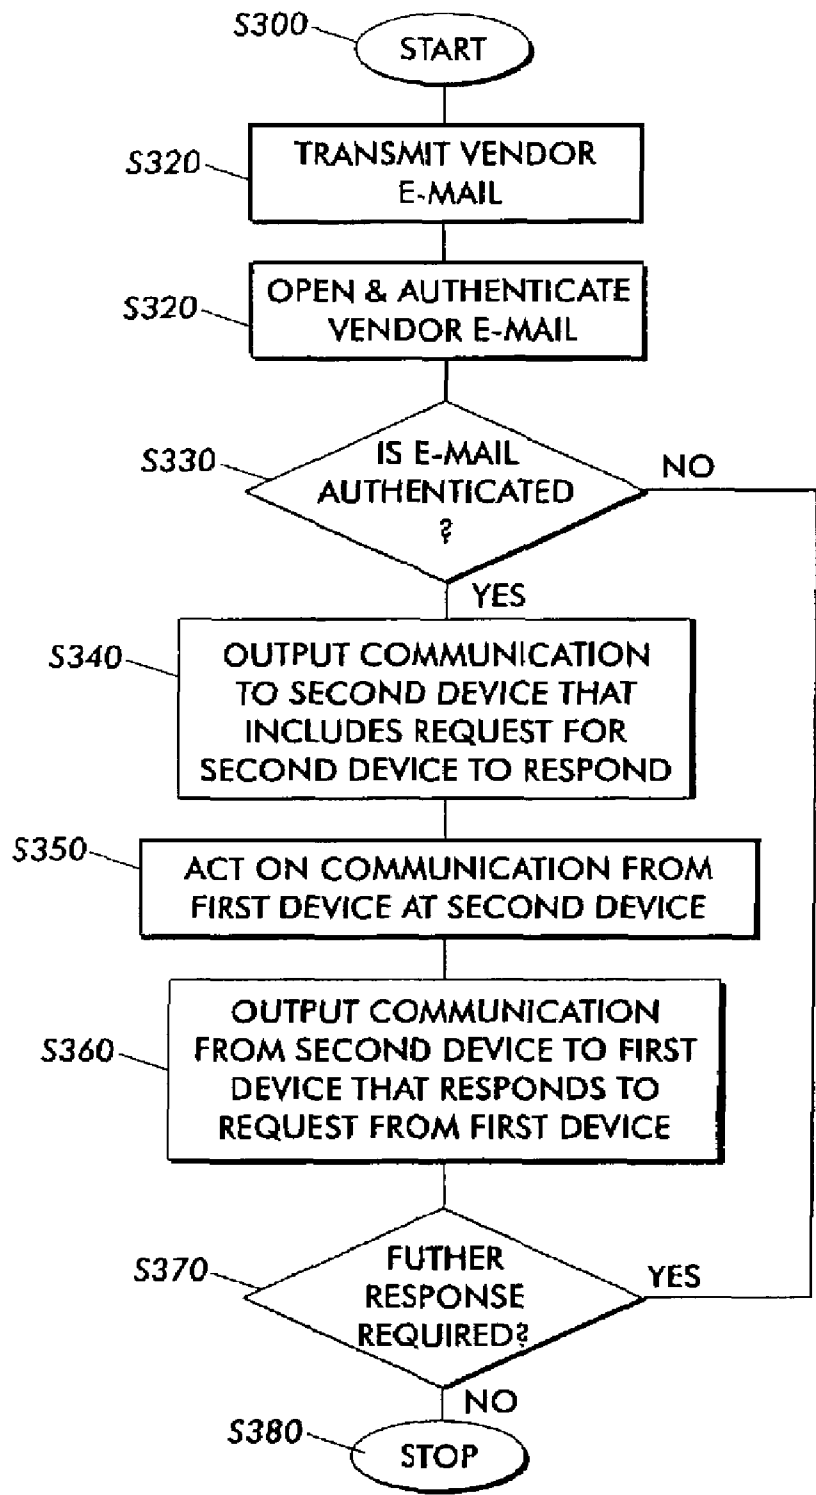 S300
START
S320
TRANSMIT VENDOR
E-MAIL
S320
OPEN & AUTHENTICATE
VENDOR E-MAIL
S330
IS E-MAIL
AUTHENTICATED
?
NO
YES
S340
OUTPUT COMMUNICATION
TO SECOND DEVICE THAT
INCLUDES REQUEST FOR
SECOND DEVICE TO RESPOND
S350
ACT ON COMMUNICATION FROM
FIRST DEVICE AT SECOND DEVICE
S360
OUTPUT COMMUNICATION
FROM SECOND DEVICE TO FIRST
DEVICE THAT RESPONDS TO
REQUEST FROM FIRST DEVICE
S370
FUTHER
RESPONSE
REQUIRED?
YES
NO
S380
STOP